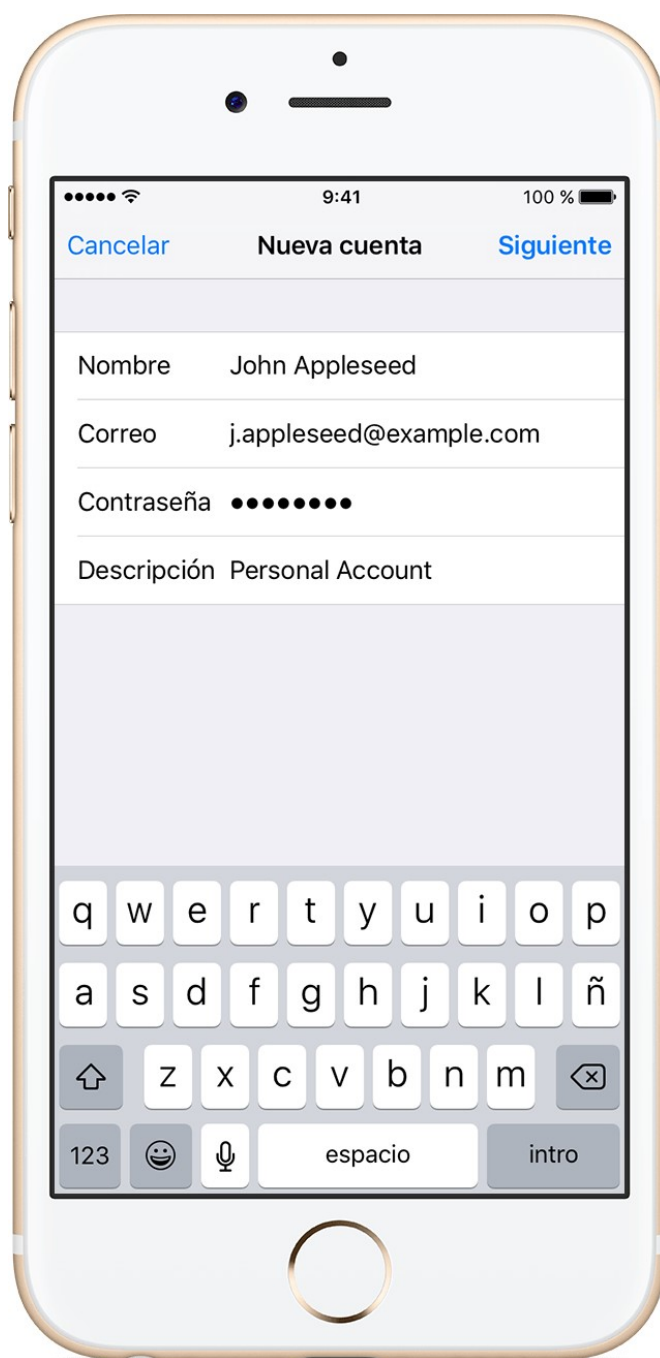 9:41 100 %
Cancelar Nueva cuenta Siguiente
Nombre John Appleseed
Correo j.appleseed@example.com
Contraseña ●●●●●●●●
Descripción Personal Account
q w e r t y u i o p
a s d f g h j k l ñ
z x c v b n m
123 espacio intro